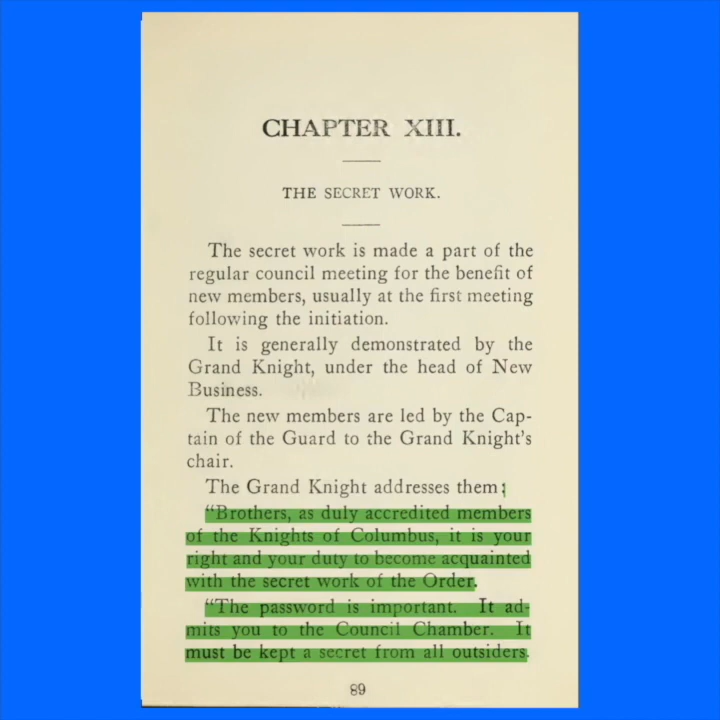 CHAPTER XIII.
THE SECRET WORK.
The secret work is made a part of the
regular council meeting for the benefit of
new members, usually at the first meeting
following the initiation.
It is generally demonstrated by the
Grand Knight, under the head of New
Business.
The new members are led by the Cap-
tain of the Guard to the Grand Knight's
chair.
The Grand Knight addresses them:
"Brothers, as duly accredited members
of the Knights of Columbus, it is your
right and your duty to become acquainted
with the secret work of the Order.
"The password is important. It ad-
mits you to the Council Chamber. It
must be kept a secret from all outsiders.
89